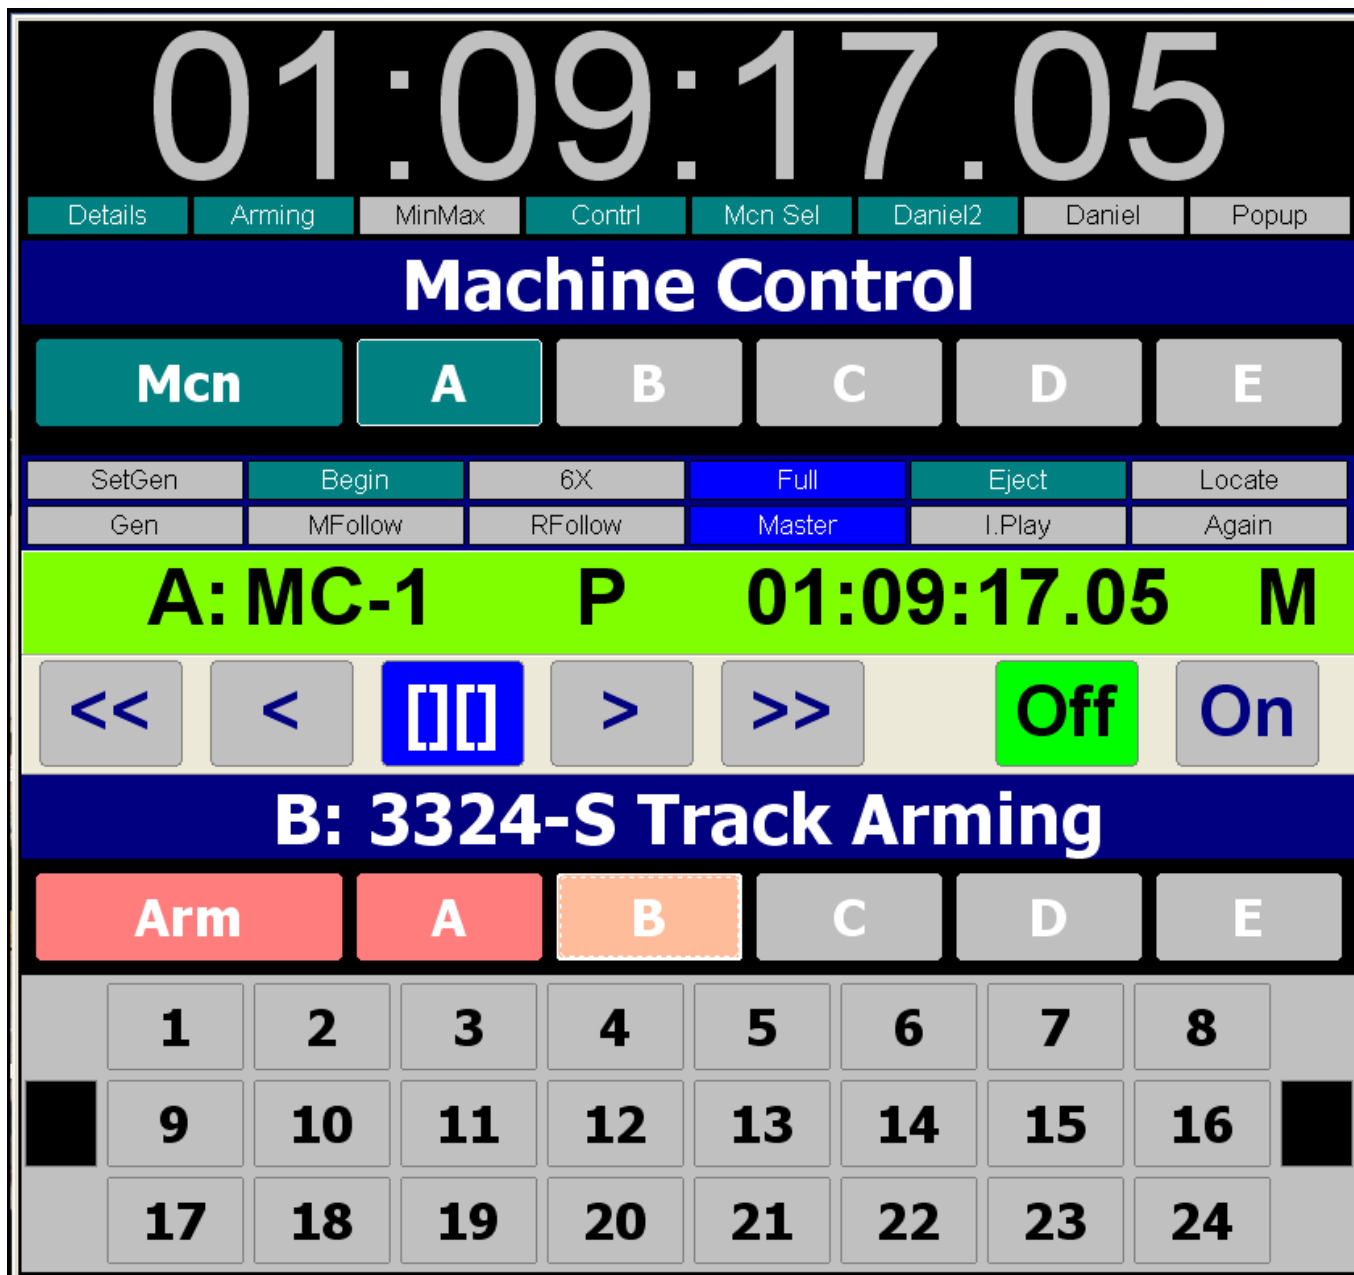 01:09:17.05
Details Arming MinMax Contrl Mcn Sel Daniel2 Daniel Popup
Machine Control
Mcn A B C D E
SetGen Begin 6X Full Eject Locate
Gen MFollow RFollow Master I.Play Again
A: MC-1 P 01:09:17.05 M
<< < [][] > >> Off On
B: 3324-S Track Arming
Arm A B C D E
1 2 3 4 5 6 7 8
9 10 11 12 13 14 15 16
17 18 19 20 21 22 23 24